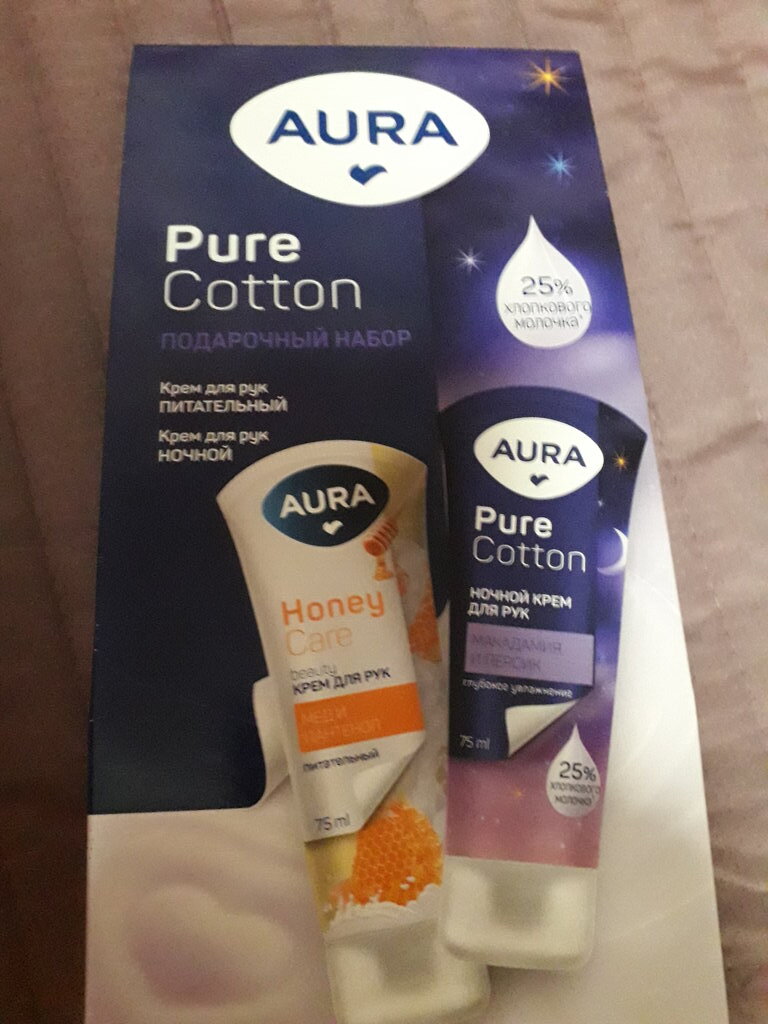 AURA
Pure
Cotton
ПОДАРОЧНЫЙ НАБОР
Крем для рук
ПИТАТЕЛЬНЫЙ
Крем для рук
НОЧНОЙ
25%
ХЛОПКОВОГО
МОЛОЧКА*
AURA
Honey
Care
beauty
КРЕМ ДЛЯ РУК
МЕД И
ПАНТЕНОЛ
питательный
75 ml
AURA
Pure
Cotton
НОЧНОЙ КРЕМ
ДЛЯ РУК
МАКАДАМИЯ
И ПЕРСИК
глубокое увлажнение
75 ml
25%
ХЛОПКОВОГО
МОЛОЧКА*